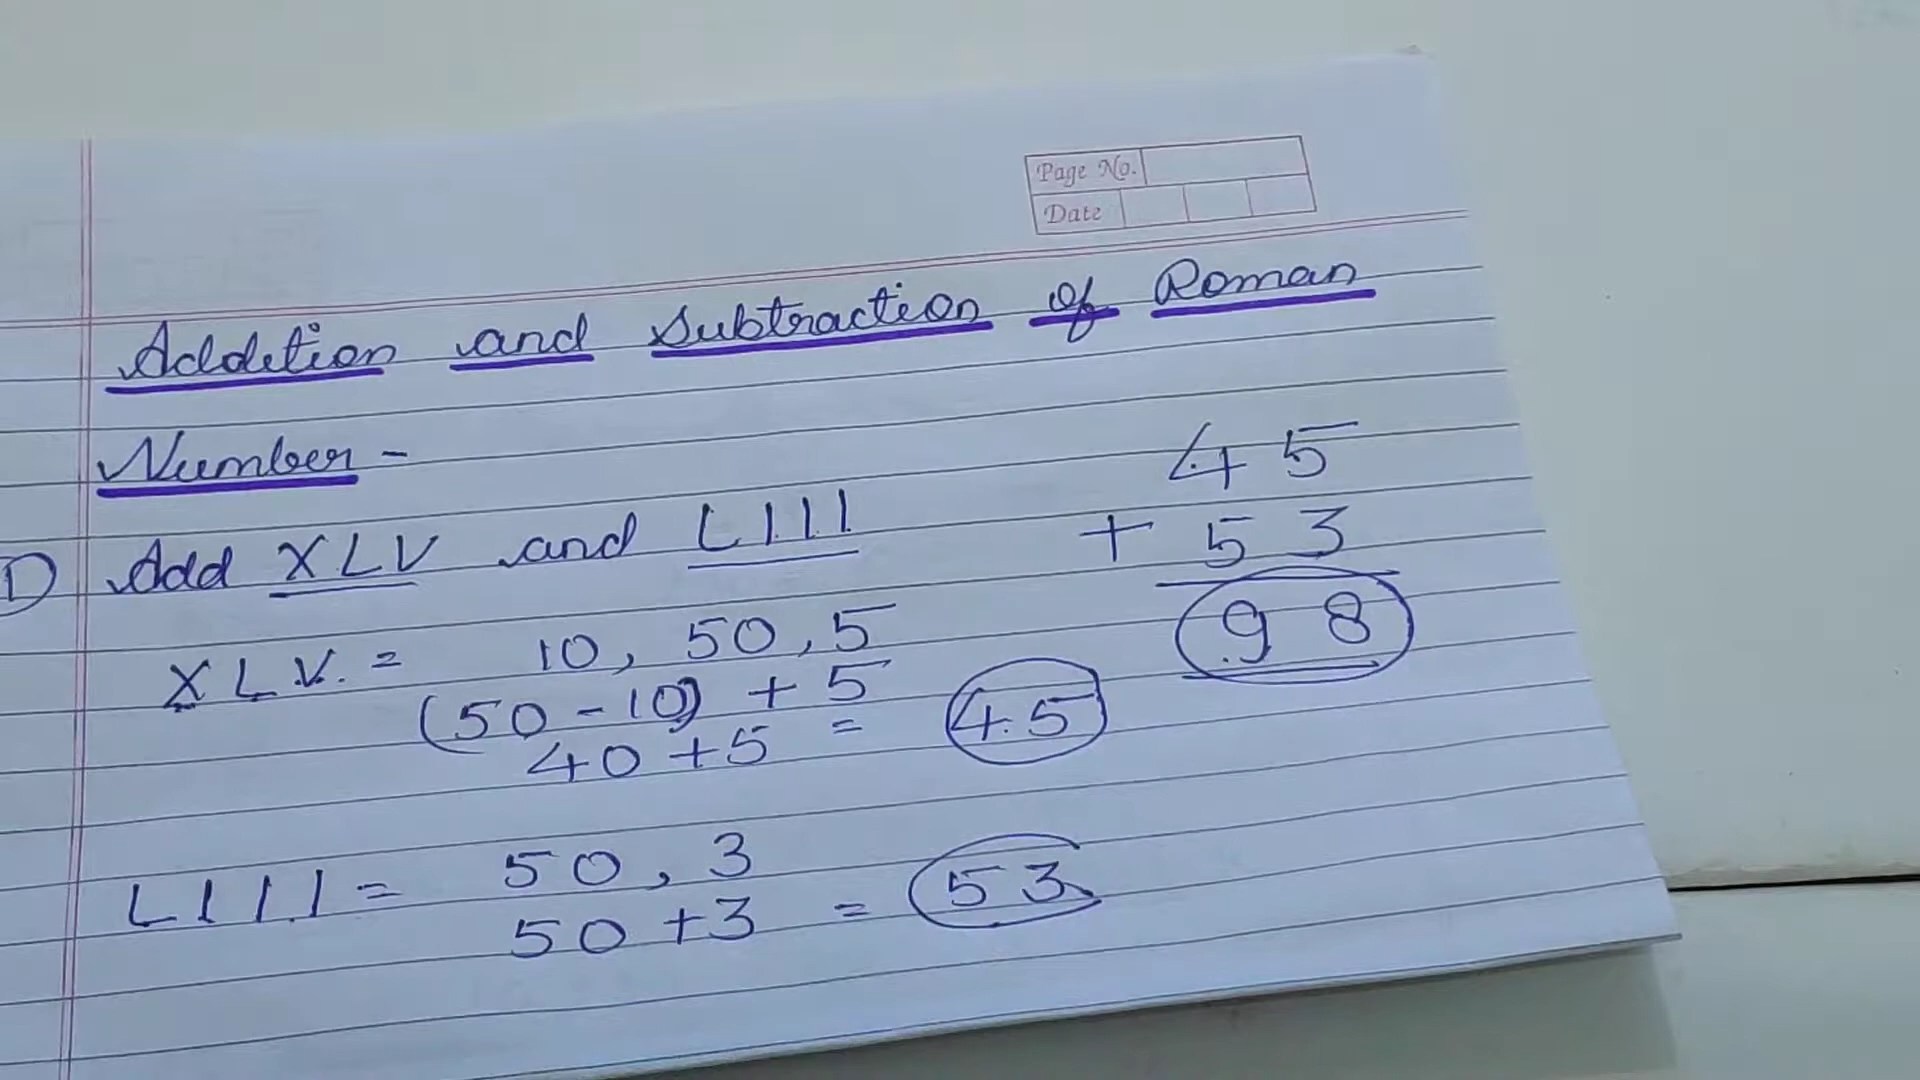 Page No.
Date
Addition and Subtraction of Roman
Number -
1) Add XLV and LIII
45
+ 53
98
XLV. = 10, 50, 5
(50 - 10) + 5
40 + 5 = 45
LIII = 50, 3
50 + 3 = 53